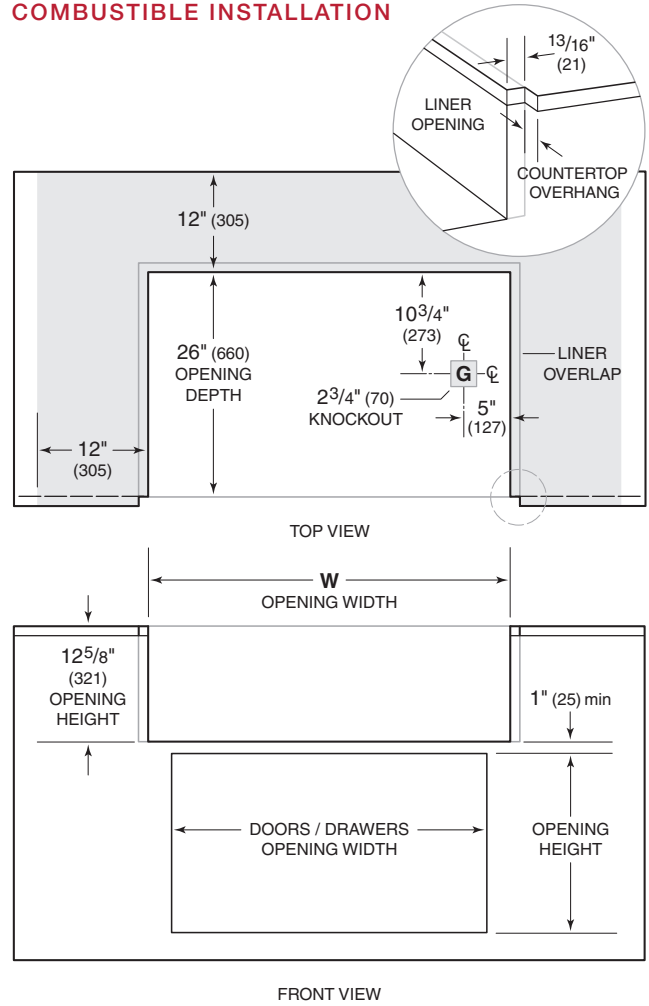 COMBUSTIBLE INSTALLATION
13/16"
(21)
LINER
OPENING
COUNTERTOP
OVERHANG
12" (305)
26" (660)
OPENING
DEPTH
10 3/4"
(273)
℄
G ℄
2 3/4" (70)
KNOCKOUT
5"
(127)
LINER
OVERLAP
12"
(305)
TOP VIEW
W
OPENING WIDTH
12 5/8"
(321)
OPENING
HEIGHT
1" (25) min
DOORS / DRAWERS
OPENING WIDTH
OPENING
HEIGHT
FRONT VIEW